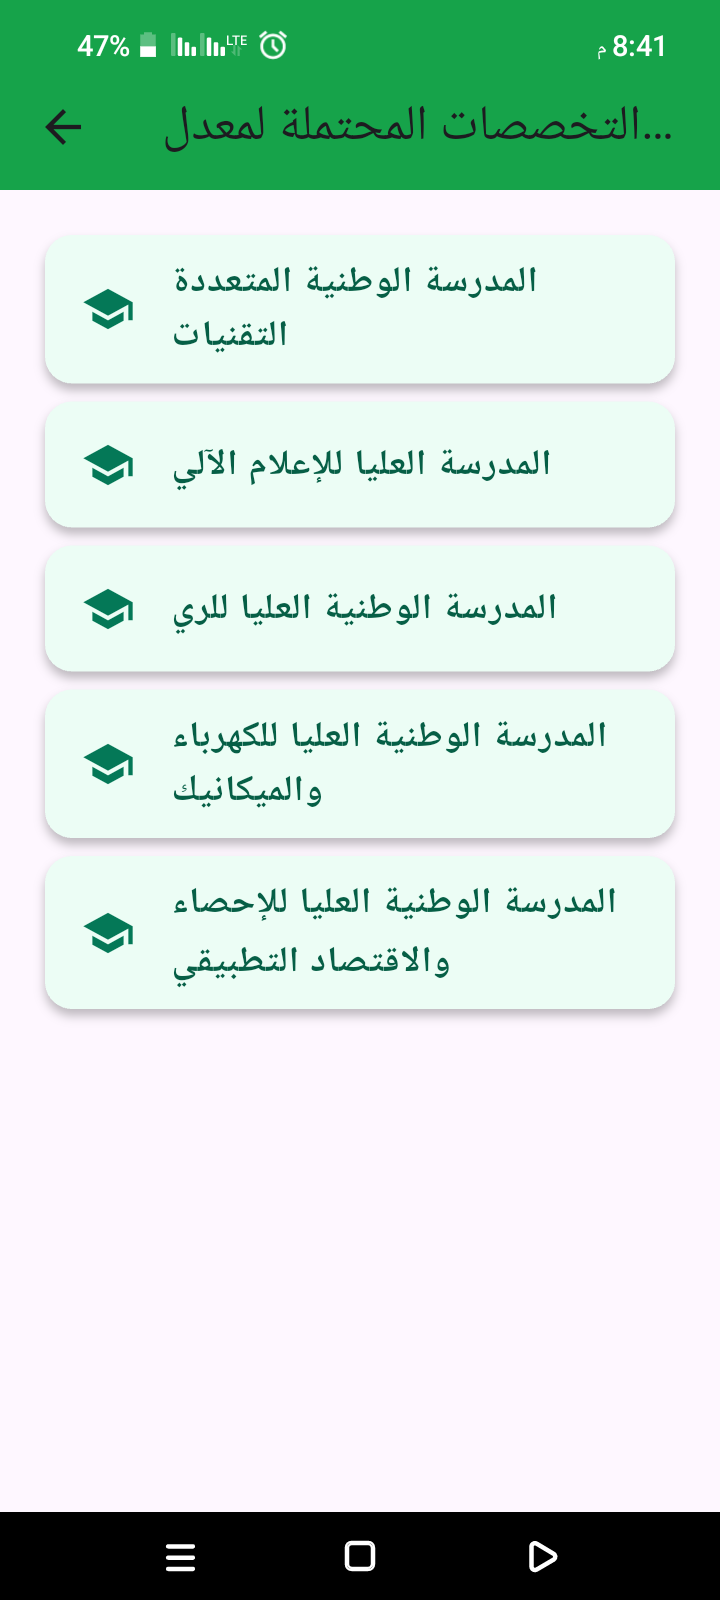 47% LTE 8:41 م
التخصصات المحتملة لمعدل...
المدرسة الوطنية المتعددة
التقنيات
المدرسة العليا للإعلام الآلي
المدرسة الوطنية العليا للري
المدرسة الوطنية العليا للكهرباء
والميكانيك
المدرسة الوطنية العليا للإحصاء
والاقتصاد التطبيقي